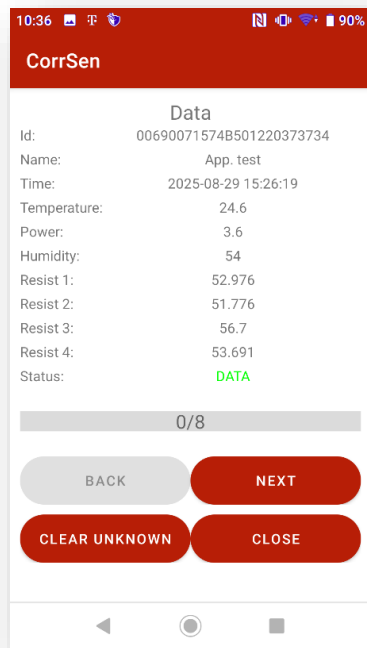 10:36 T 90%
CorrSen
Data
Id: 00690071574B501220373734
Name: App. test
Time: 2025-08-29 15:26:19
Temperature: 24.6
Power: 3.6
Humidity: 54
Resist 1: 52.976
Resist 2: 51.776
Resist 3: 56.7
Resist 4: 53.691
Status: DATA
0/8
BACK NEXT
CLEAR UNKNOWN CLOSE